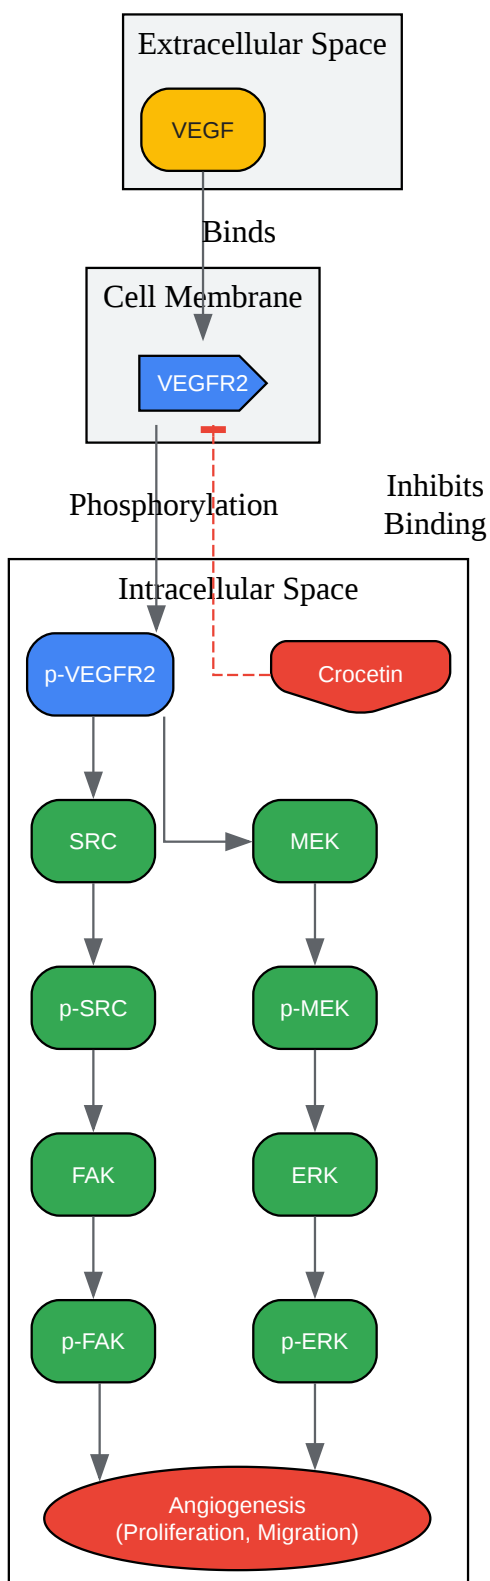 Extracellular Space
VEGF
Binds
Cell Membrane
VEGFR2
Phosphorylation
Inhibits
Binding
Intracellular Space
p-VEGFR2
Crocetin
SRC
MEK
p-SRC
p-MEK
FAK
ERK
p-FAK
p-ERK
Angiogenesis
(Proliferation, Migration)